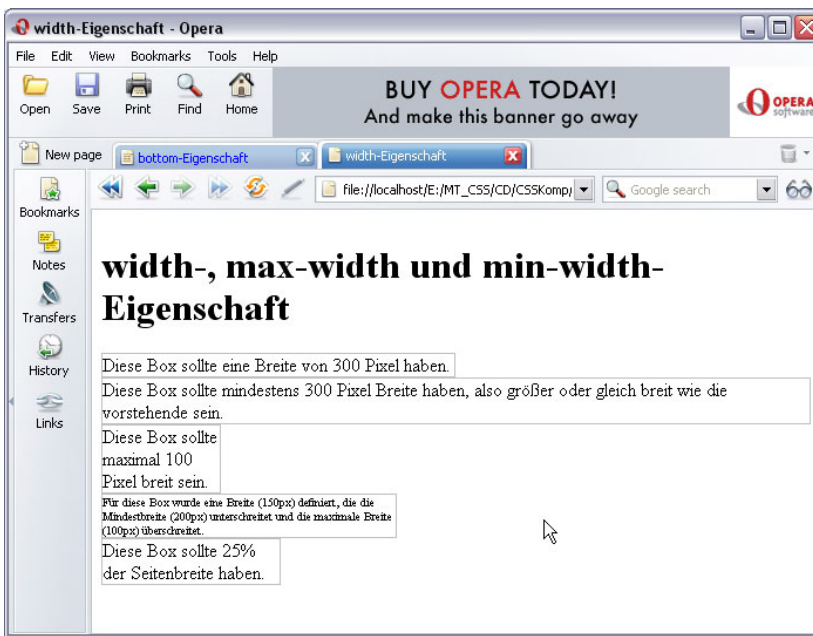 width-Eigenschaft - Opera
File Edit View Bookmarks Tools Help
Open Save Print Find Home
BUY OPERA TODAY!
And make this banner go away
OPERA
software
New page
bottom-Eigenschaft
width-Eigenschaft
file://localhost/E:/MT_CSS/CD/CSSKomp/
Google search
Bookmarks
Notes
Transfers
History
Links
width-, max-width und min-width-
Eigenschaft
Diese Box sollte eine Breite von 300 Pixel haben.
Diese Box sollte mindestens 300 Pixel Breite haben, also größer oder gleich breit wie die
vorstehende sein.
Diese Box sollte
maximal 100
Pixel breit sein.
Für diese Box wurde eine Breite (150px) definiert, die die
Mindestbreite (200px) unterschreitet und die maximale Breite
(100px) überschreitet.
Diese Box sollte 25%
der Seitenbreite haben.